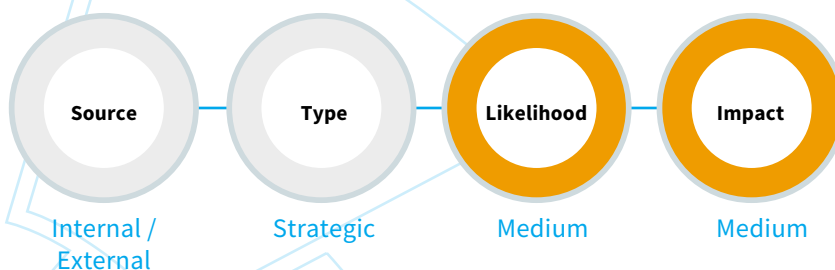 Source
Type
Likelihood
Impact
Internal /
External
Strategic
Medium
Medium